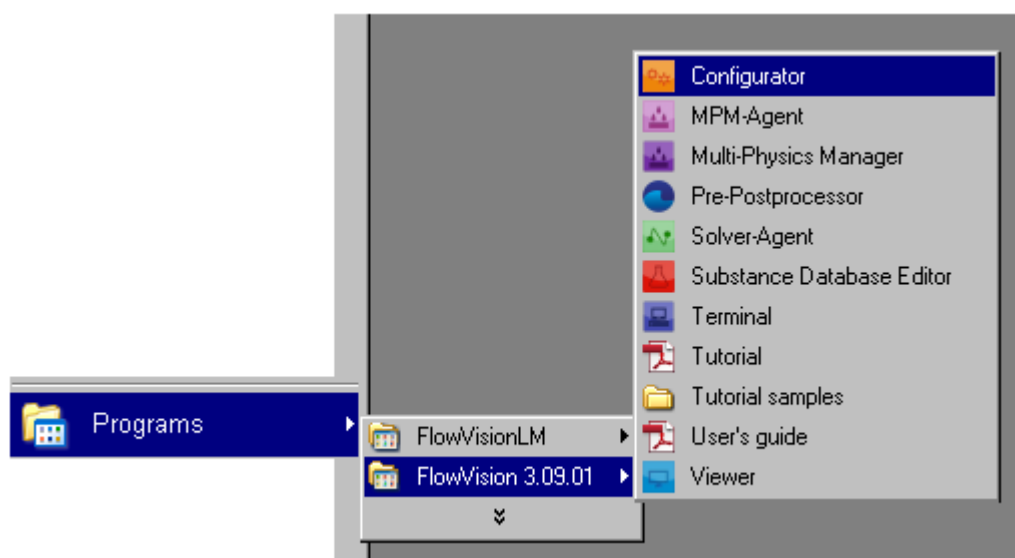 Configurator
MPM-Agent
Multi-Physics Manager
Pre-Postprocessor
Solver-Agent
Substance Database Editor
Terminal
Tutorial
Tutorial samples
User's guide
Viewer
Programs
FlowVisionLM
FlowVision 3.09.01